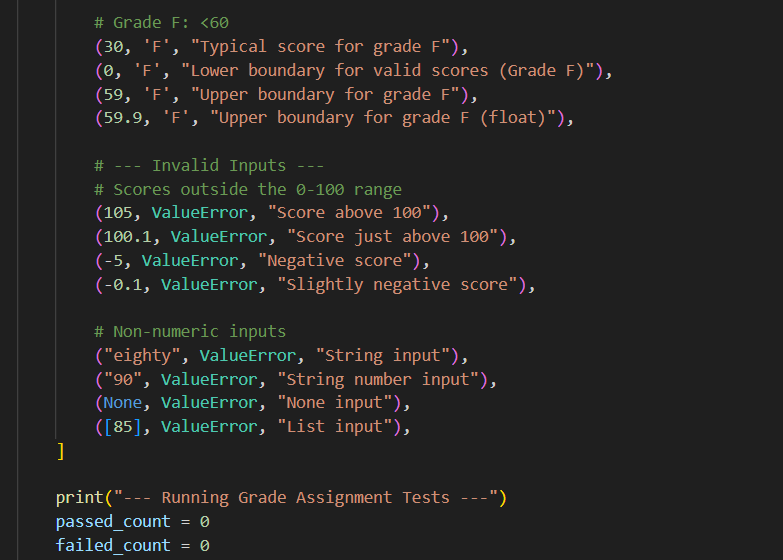 # Grade F: <60
(30, 'F', "Typical score for grade F"),
(0, 'F', "Lower boundary for valid scores (Grade F)"),
(59, 'F', "Upper boundary for grade F"),
(59.9, 'F', "Upper boundary for grade F (float)"),
# --- Invalid Inputs ---
# Scores outside the 0-100 range
(105, ValueError, "Score above 100"),
(100.1, ValueError, "Score just above 100"),
(-5, ValueError, "Negative score"),
(-0.1, ValueError, "Slightly negative score"),
# Non-numeric inputs
("eighty", ValueError, "String input"),
("90", ValueError, "String number input"),
(None, ValueError, "None input"),
([85], ValueError, "List input"),
]
print("--- Running Grade Assignment Tests ---")
passed_count = 0
failed_count = 0